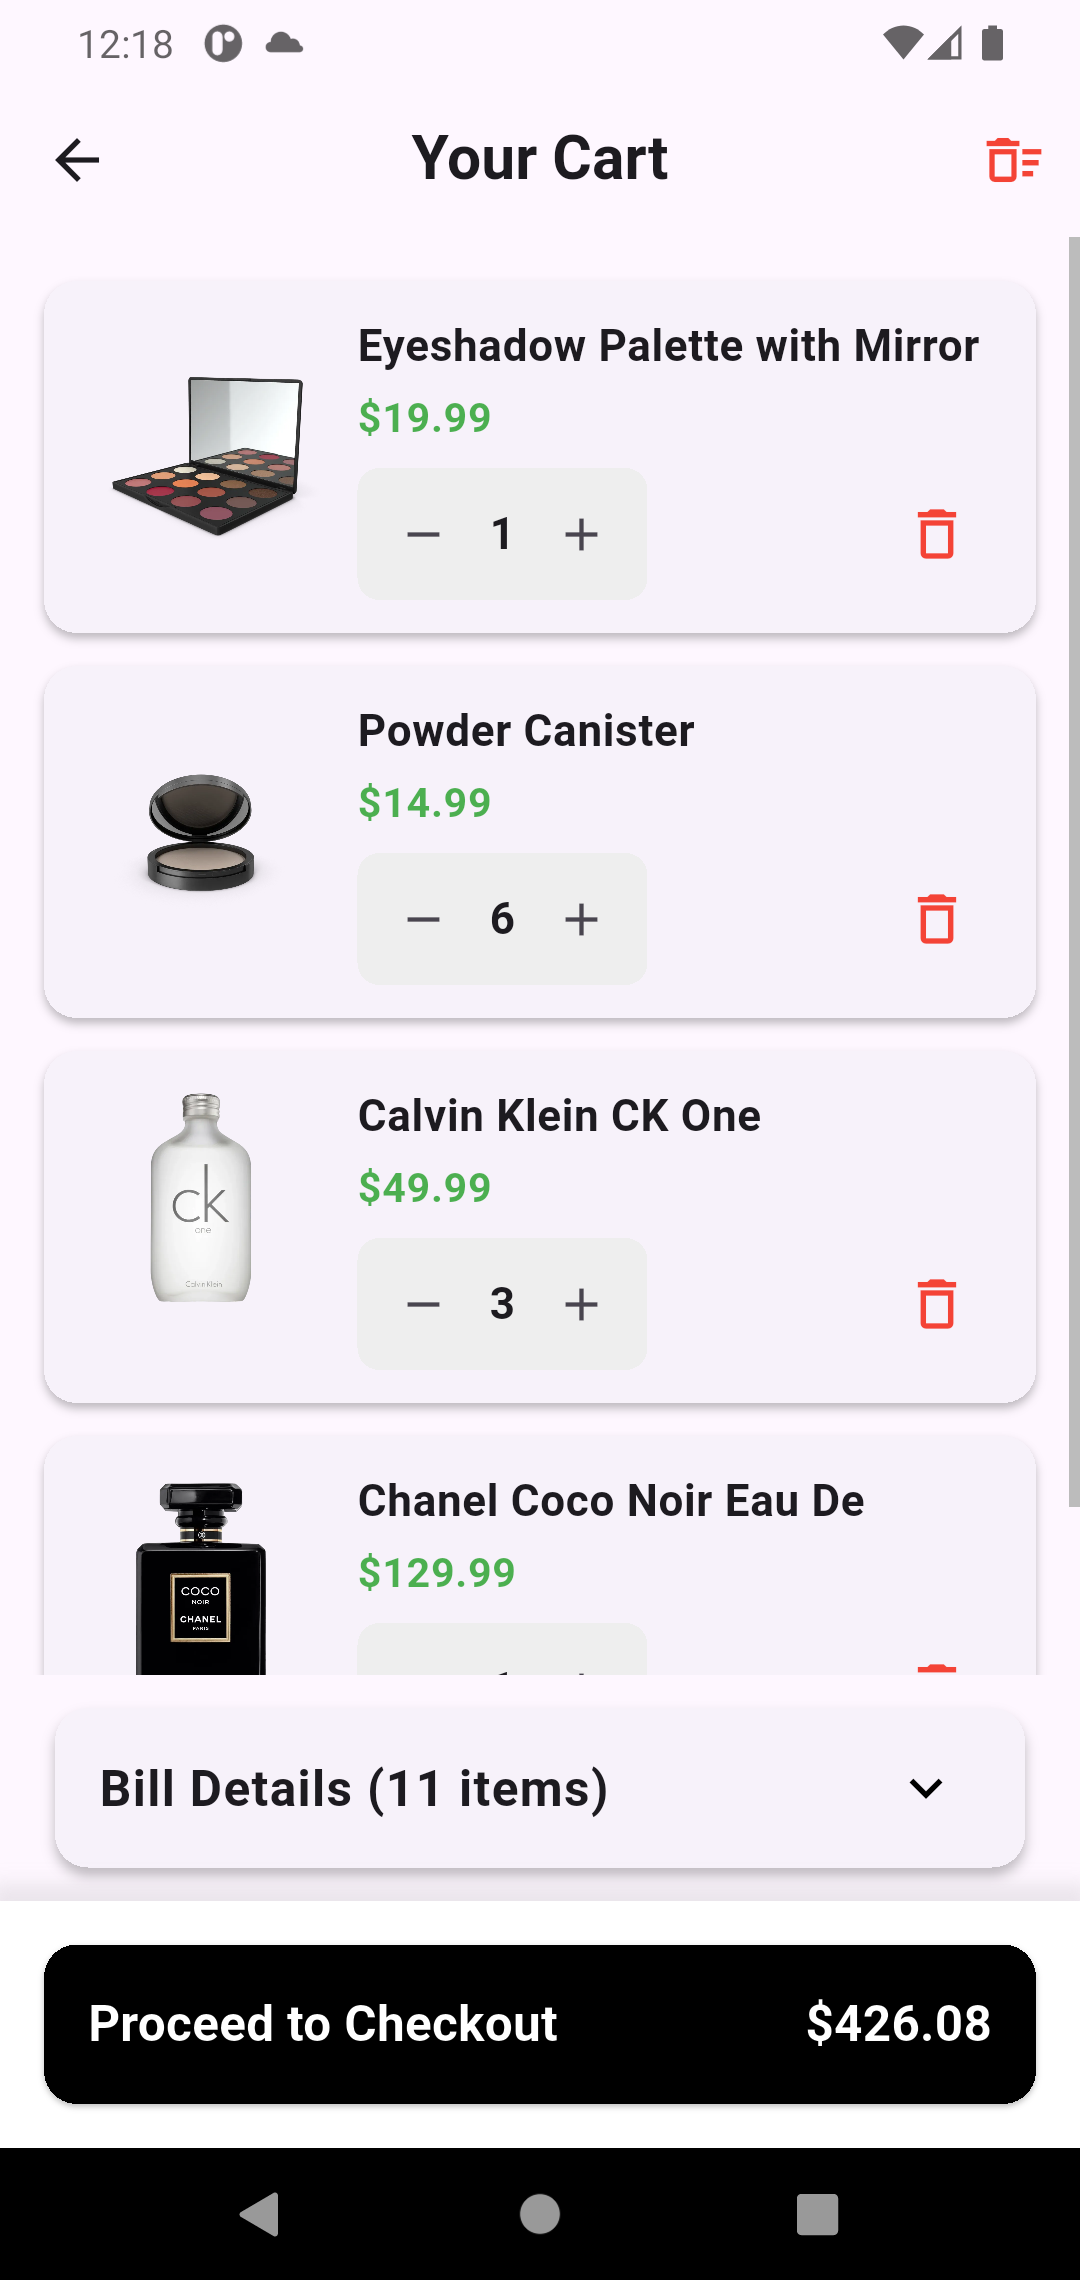 12:18
Your Cart
Eyeshadow Palette with Mirror
$19.99
1
Powder Canister
$14.99
6
ck
one
Calvin Klein
Calvin Klein CK One
$49.99
3
COCO
NOIR
CHANEL
PARIS
Chanel Coco Noir Eau De
$129.99
Bill Details (11 items)
Proceed to Checkout $426.08